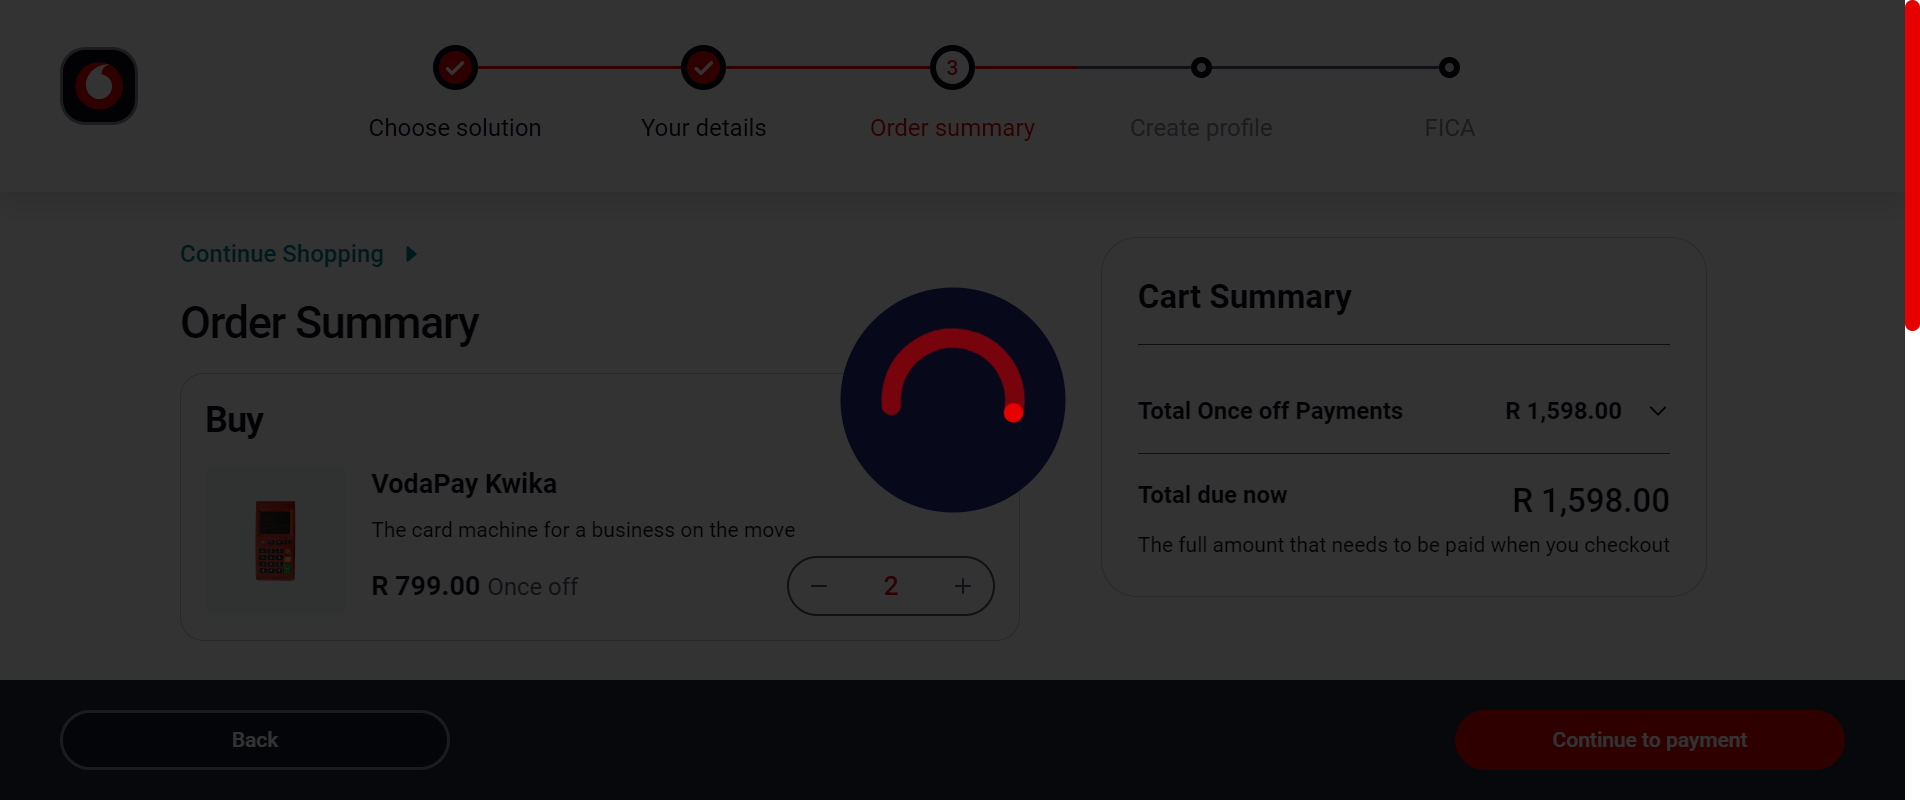 3
Choose solution
Your details
Order summary
Create profile
FICA
Continue Shopping
Order Summary
Buy
VodaPay Kwika
The card machine for a business on the move
R 799.00 Once off
2
Cart Summary
Total Once off Payments
R 1,598.00
Total due now
R 1,598.00
The full amount that needs to be paid when you checkout
Back
Continue to payment